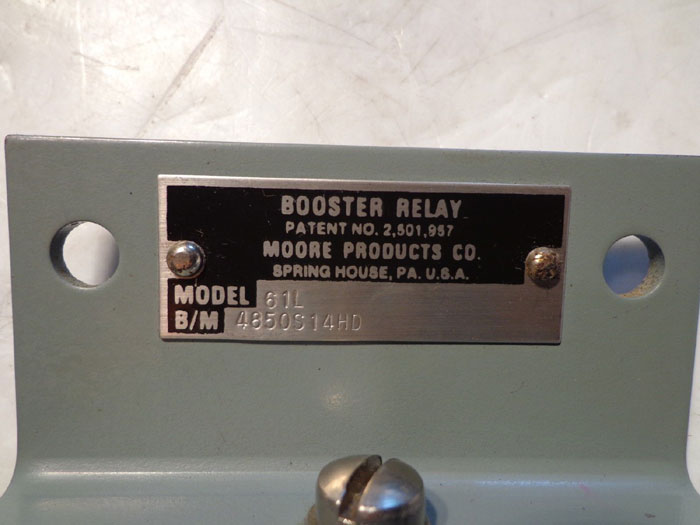 BOOSTER RELAY
PATENT NO. 2,501,957
MOORE PRODUCTS CO.
SPRING HOUSE, PA. U.S.A.
MODEL 61L
B/M 4850S14HD